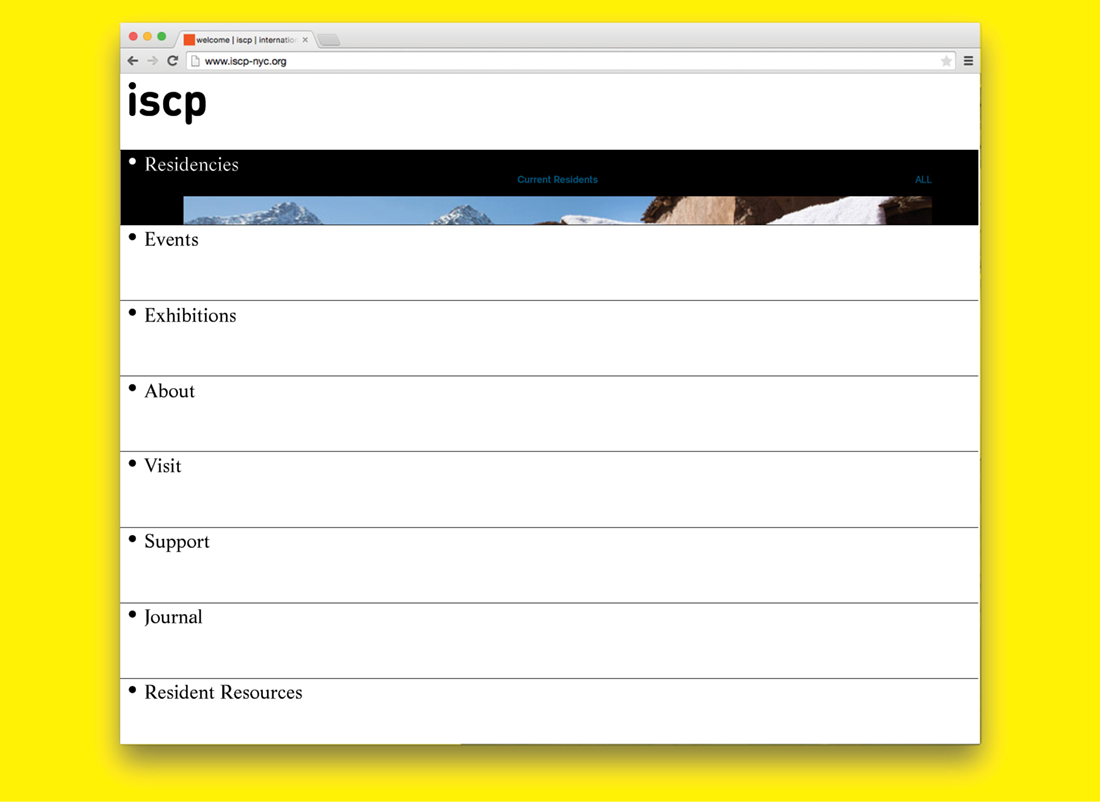 welcome | iscp | internatio
www.iscp-nyc.org
iscp
• Residencies
Current Residents
ALL
• Events
• Exhibitions
• About
• Visit
• Support
• Journal
• Resident Resources